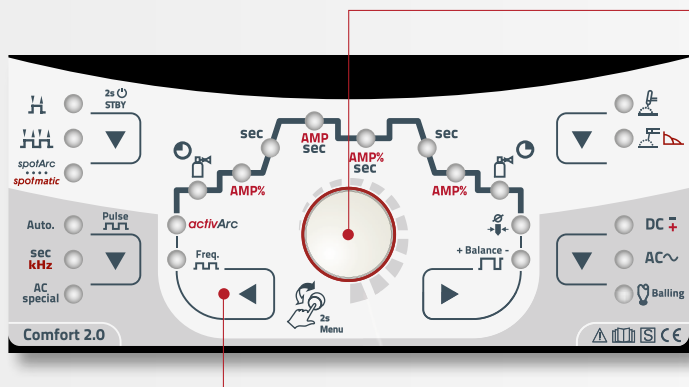 2s
STBY
spotArc
spotmatic
sec
AMP
sec
AMP%
sec
sec
AMP%
AMP%
Auto.
Pulse
sec
kHz
AC
special
activArc
Freq.
2s
Menu
+ Balance -
DC - +
AC
Balling
Comfort 2.0
S CE